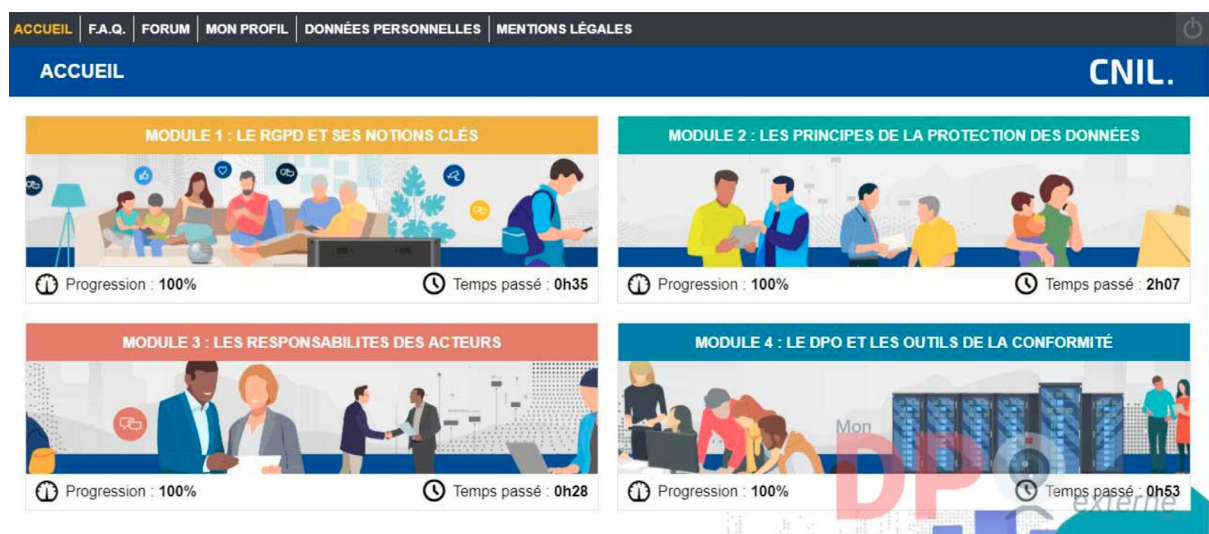 ACCUEIL F.A.Q. FORUM MON PROFIL DONNÉES PERSONNELLES MENTIONS LÉGALES
ACCUEIL CNIL.
MODULE 1 : LE RGPD ET SES NOTIONS CLÉS
Progression : 100% Temps passé : 0h35
MODULE 2 : LES PRINCIPES DE LA PROTECTION DES DONNÉES
Progression : 100% Temps passé : 2h07
MODULE 3 : LES RESPONSABILITES DES ACTEURS
Progression : 100% Temps passé : 0h28
MODULE 4 : LE DPO ET LES OUTILS DE LA CONFORMITÉ
Progression : 100% Temps passé : 0h53
Mon
DPO
externe